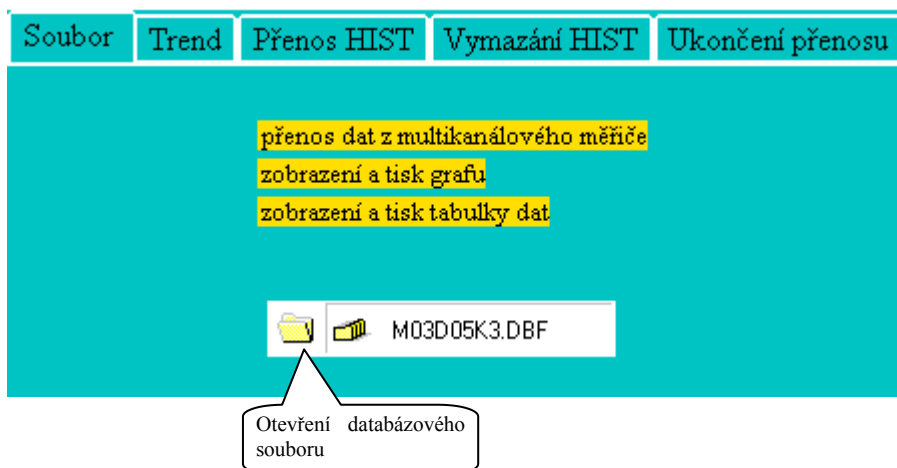 Soubor Trend Přenos HIST Vymazání HIST Ukončení přenosu
přenos dat z multikanálového měřiče
zobrazení a tisk grafu
zobrazení a tisk tabulky dat
M03D05K3.DBF
Otevření databázového
souboru